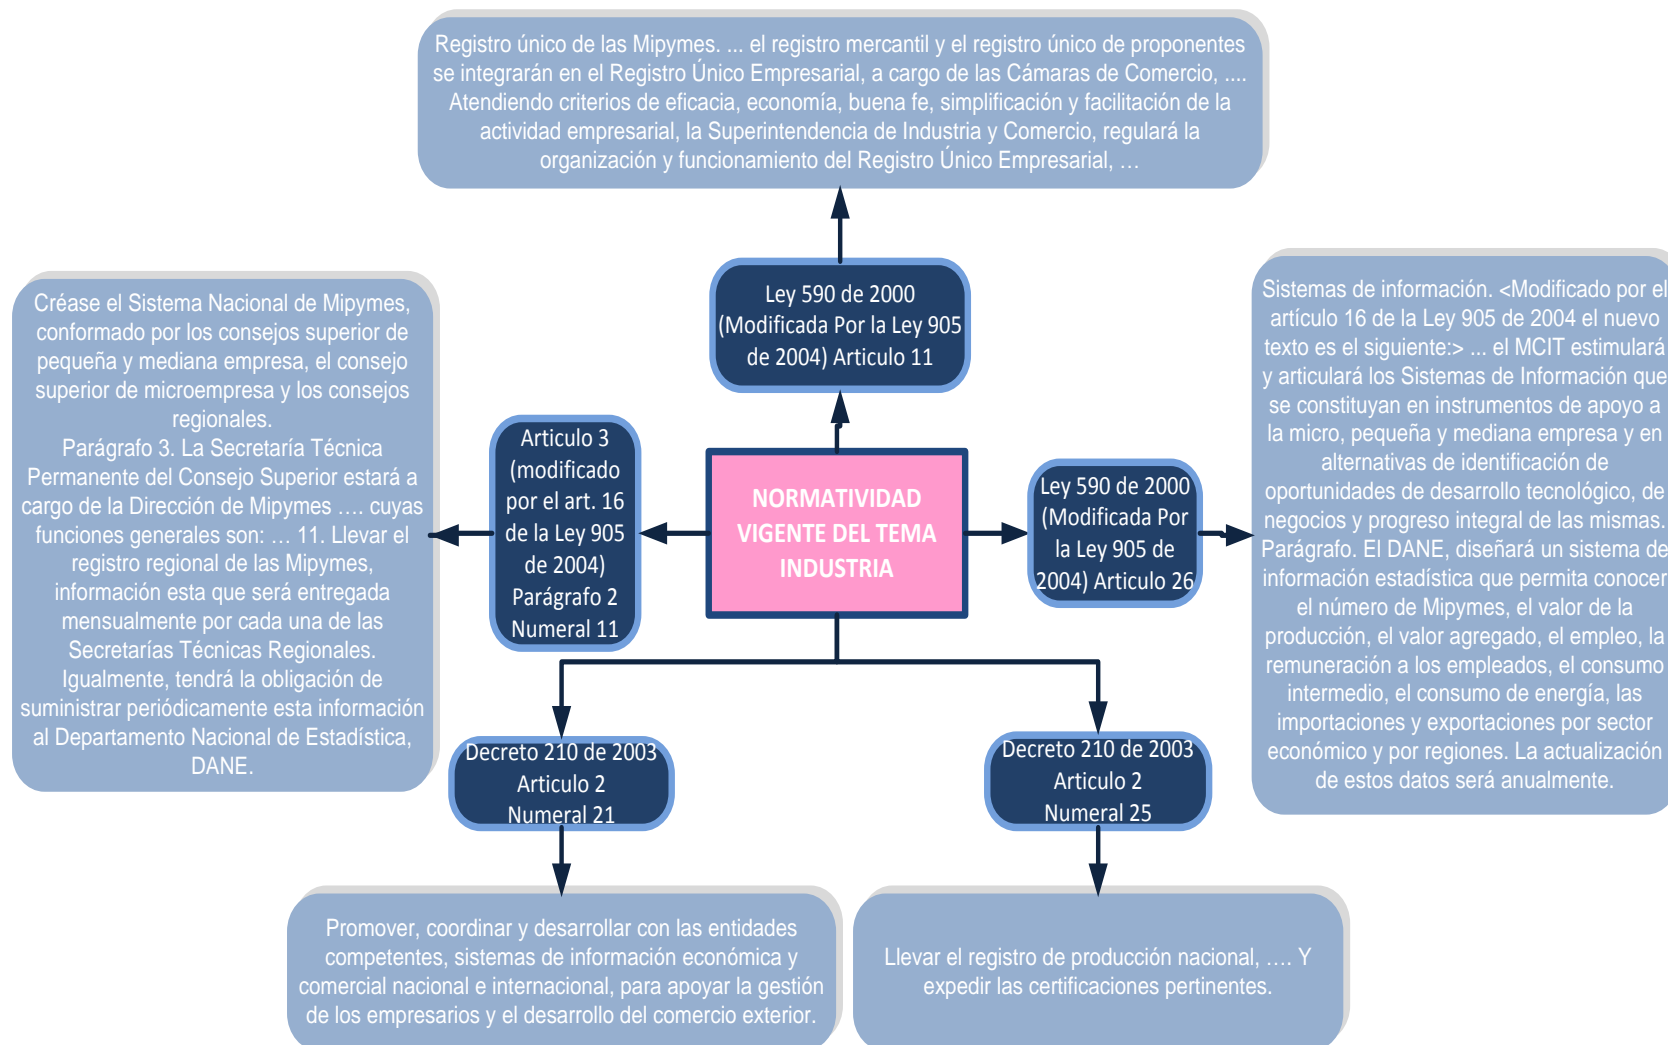 Registro único de las Mipymes. ... el registro mercantil y el registro único de proponentes
se integrarán en el Registro Único Empresarial, a cargo de las Cámaras de Comercio, ....
Atendiendo criterios de eficacia, economía, buena fe, simplificación y facilitación de la
actividad empresarial, la Superintendencia de Industria y Comercio, regulará la
organización y funcionamiento del Registro Único Empresarial, …
Ley 590 de 2000
(Modificada Por la Ley 905
de 2004) Articulo 11
Créase el Sistema Nacional de Mipymes,
conformado por los consejos superior de
pequeña y mediana empresa, el consejo
superior de microempresa y los consejos
regionales.
Parágrafo 3. La Secretaría Técnica
Permanente del Consejo Superior estará a
cargo de la Dirección de Mipymes …. cuyas
funciones generales son: … 11. Llevar el
registro regional de las Mipymes,
información esta que será entregada
mensualmente por cada una de las
Secretarías Técnicas Regionales.
Igualmente, tendrá la obligación de
suministrar periódicamente esta información
al Departamento Nacional de Estadística,
DANE.
Articulo 3
(modificado
por el art. 16
de la Ley 905
de 2004)
Parágrafo 2
Numeral 11
NORMATIVIDAD
VIGENTE DEL TEMA
INDUSTRIA
Ley 590 de 2000
(Modificada Por
la Ley 905 de
2004) Articulo 26
Sistemas de información. <Modificado por el
artículo 16 de la Ley 905 de 2004 el nuevo
texto es el siguiente:> ... el MCIT estimulará
y articulará los Sistemas de Información que
se constituyan en instrumentos de apoyo a
la micro, pequeña y mediana empresa y en
alternativas de identificación de
oportunidades de desarrollo tecnológico, de
negocios y progreso integral de las mismas.
Parágrafo. El DANE, diseñará un sistema de
información estadística que permita conocer
el número de Mipymes, el valor de la
producción, el valor agregado, el empleo, la
remuneración a los empleados, el consumo
intermedio, el consumo de energía, las
importaciones y exportaciones por sector
económico y por regiones. La actualización
de estos datos será anualmente.
Decreto 210 de 2003
Articulo 2
Numeral 21
Decreto 210 de 2003
Articulo 2
Numeral 25
Promover, coordinar y desarrollar con las entidades
competentes, sistemas de información económica y
comercial nacional e internacional, para apoyar la gestión
de los empresarios y el desarrollo del comercio exterior.
Llevar el registro de producción nacional, …. Y
expedir las certificaciones pertinentes.